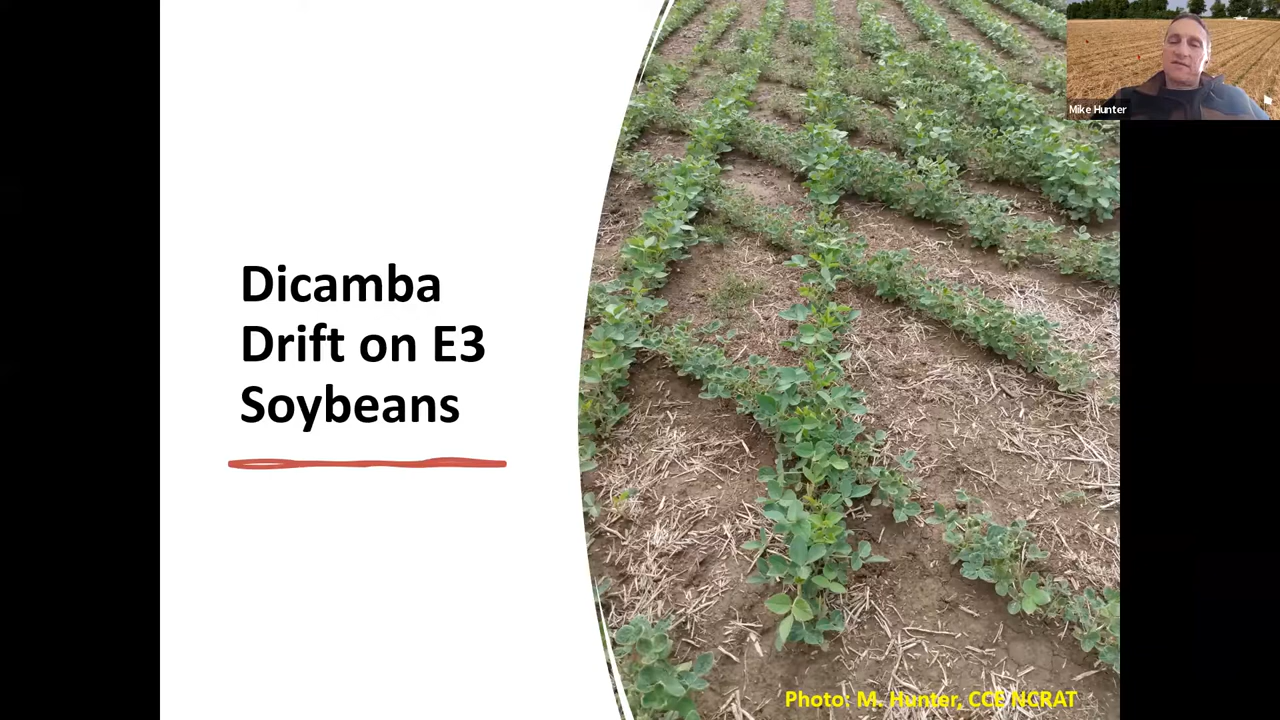 Mike Hunter
Dicamba
Drift on E3
Soybeans
Photo: M. Hunter, CCE NCRAT